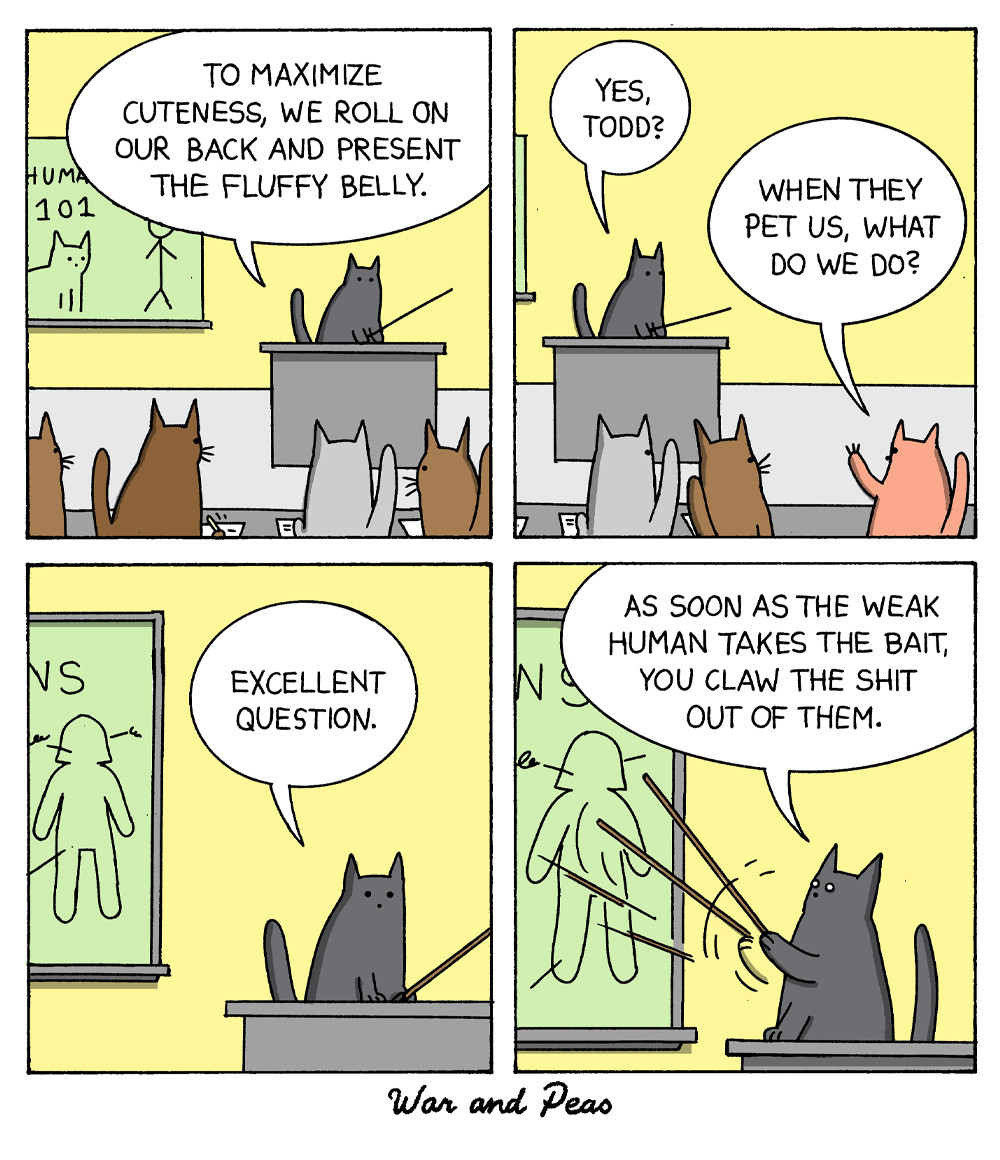 TO MAXIMIZE
CUTENESS, WE ROLL ON
OUR BACK AND PRESENT
THE FLUFFY BELLY.
HUMA
101
YES,
TODD?
WHEN THEY
PET US, WHAT
DO WE DO?
NS
EXCELLENT
QUESTION.
NS
AS SOON AS THE WEAK
HUMAN TAKES THE BAIT,
YOU CLAW THE SHIT
OUT OF THEM.
War and Peas